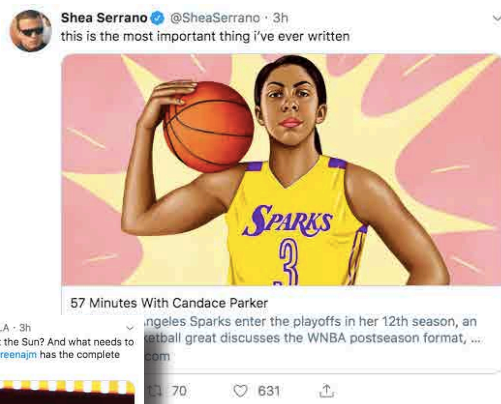 Shea Serrano @SheaSerrano · 3h
this is the most important thing i've ever written
SPARKS
3
57 Minutes With Candace Parker
Angeles Sparks enter the playoffs in her 12th season, an
ketball great discusses the WNBA postseason format, ...
com
70 631
LA · 3h
the Sun? And what needs to
reenajm has the complete